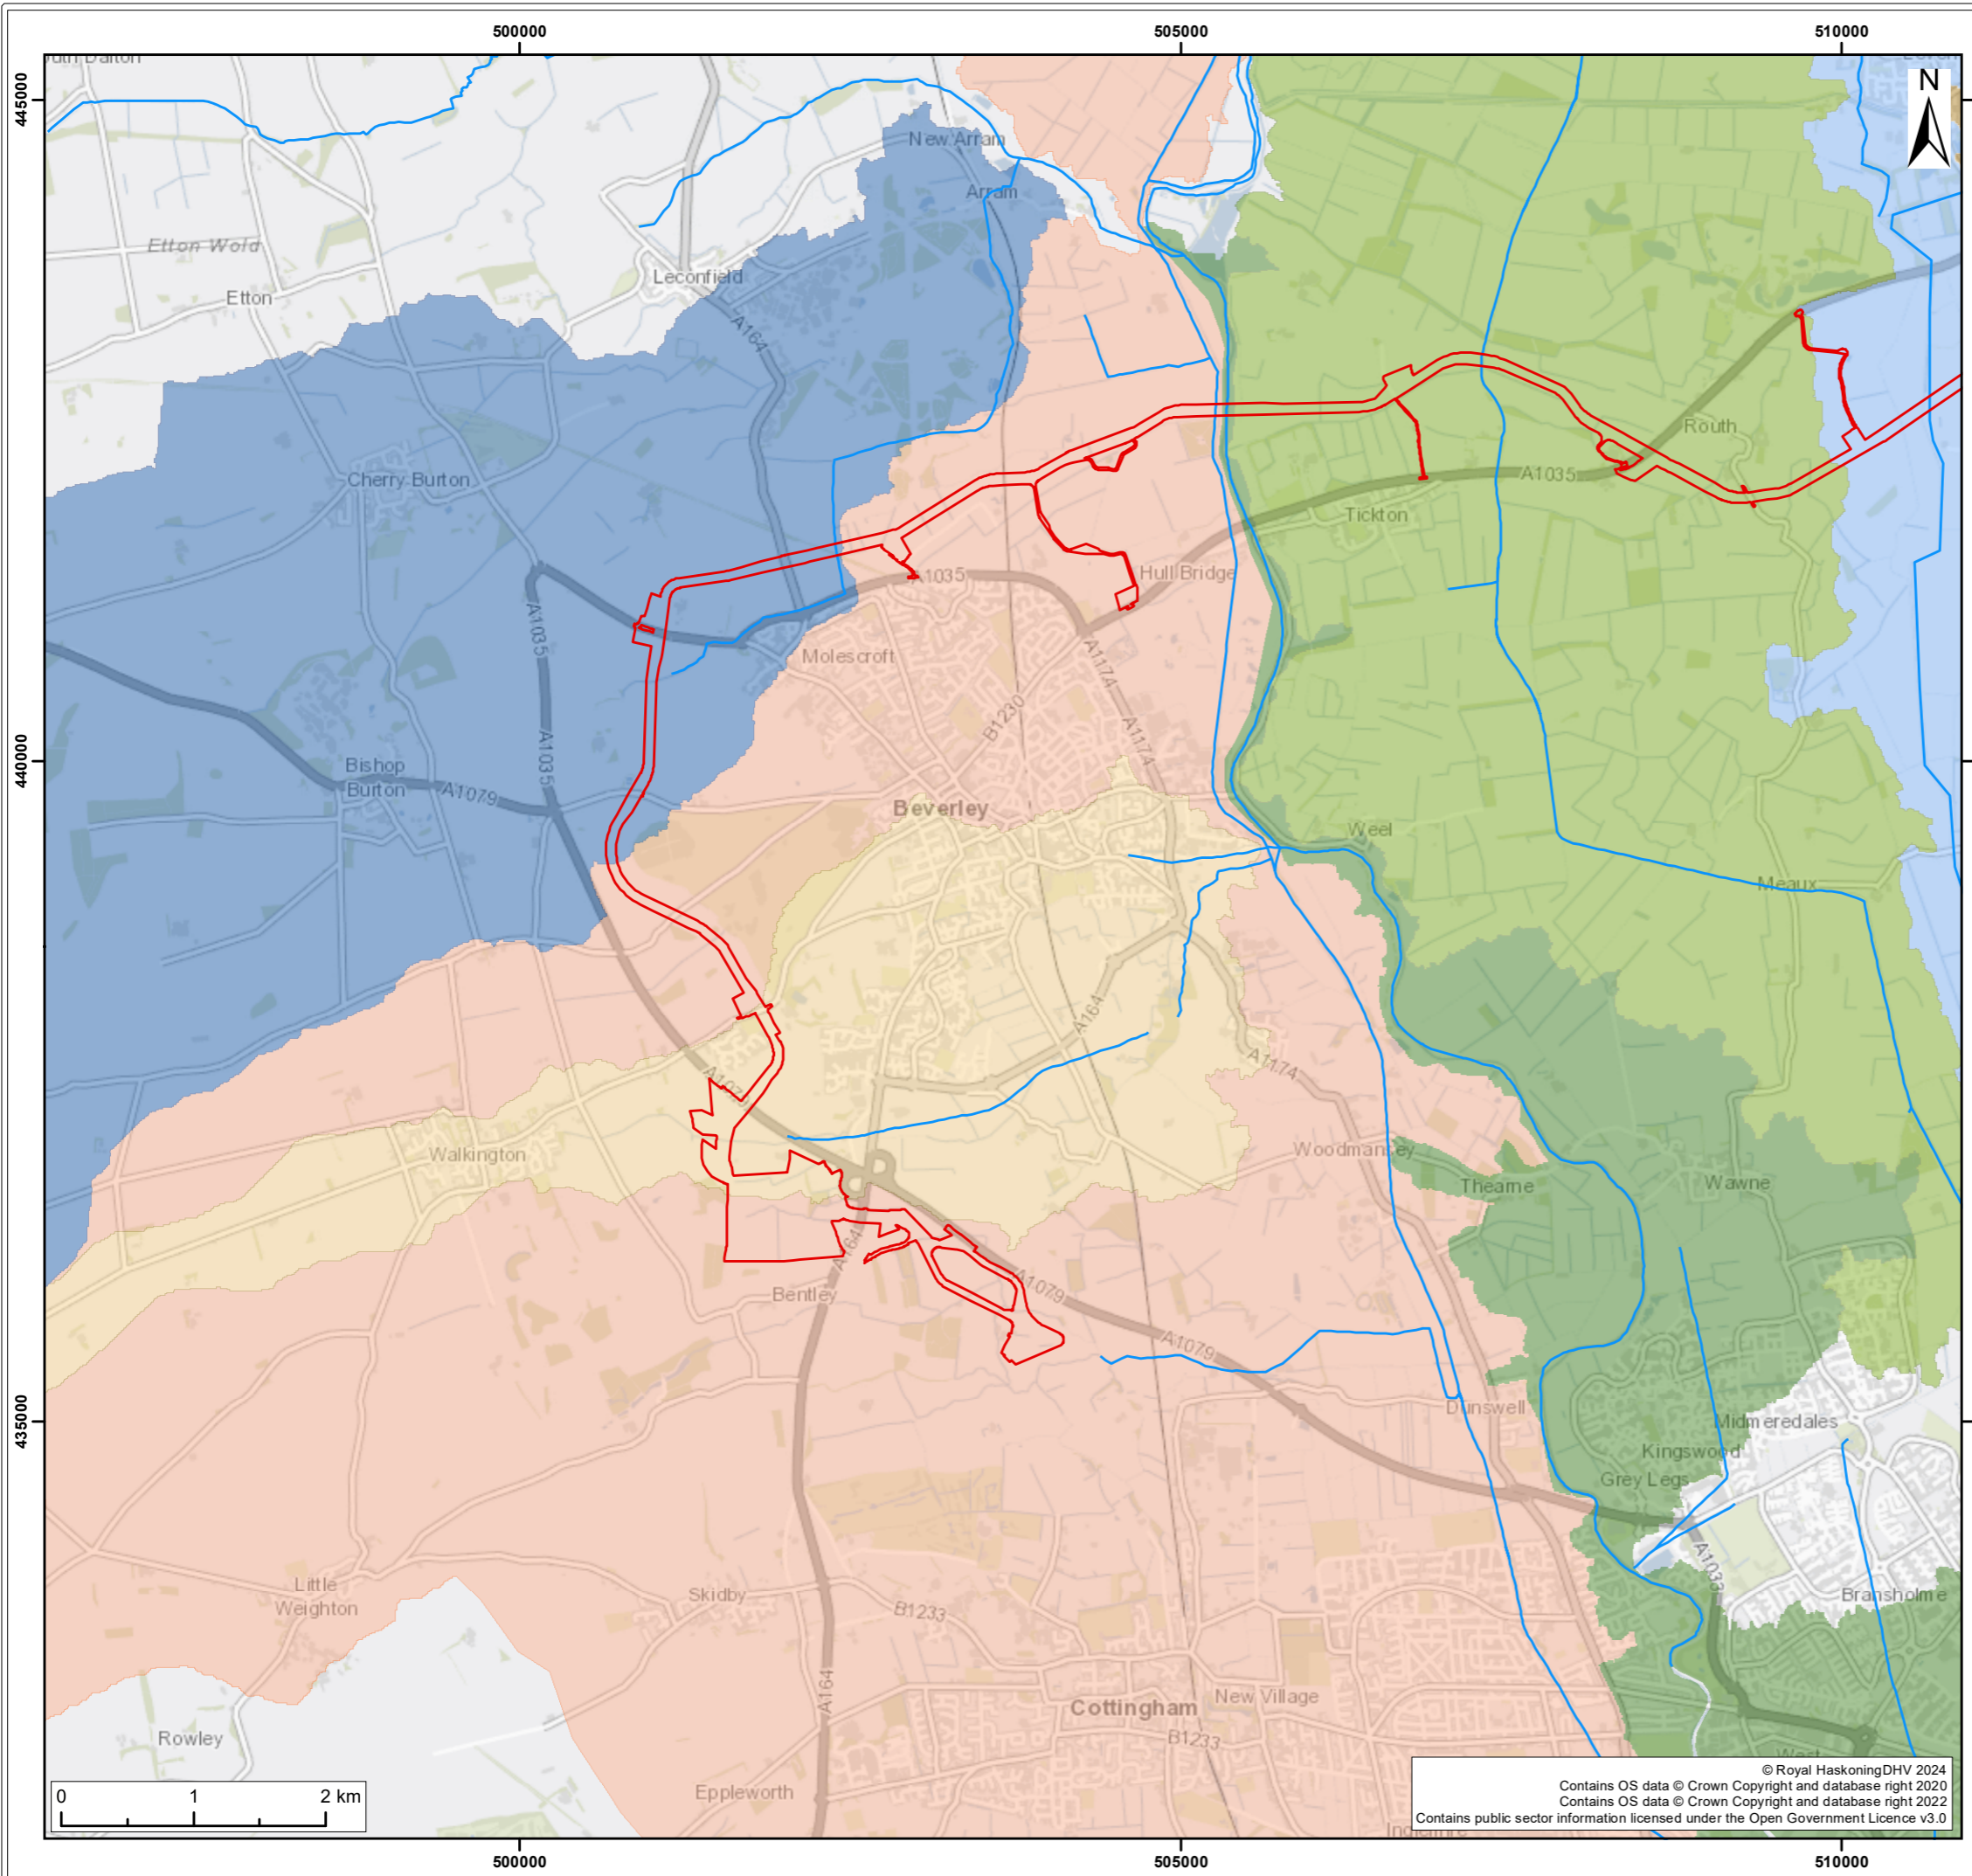 500000
505000
510000
445000
N
New Arram
Arram
Etton Wold
Leconfield
Etton
A164
Routh
Cherry Burton
A1035
Tickton
A1035
Hull Bridge
A1035
A1035
Molescroft
A1174
B1230
A1174
A1035
440000
Bishop
Burton
A1079
Beverley
Weel
Meaux
A164
A1174
A1079
Walkington
Woodmansey
Thearne
Wawne
A164
Bentley
A1079
A1079
435000
Dunswell
Midmeredales
Kingswood
Grey Legs
A1033
Little
Weighton
Skidby
B1233
Bransholme
A164
Cottingham
New Village
B1233
Rowley
West
Eppleworth
0 1 2 km
© Royal HaskoningDHV 2024
Contains OS data © Crown Copyright and database right 2020
Contains OS data © Crown Copyright and database right 2022
Contains public sector information licensed under the Open Government Licence v3.0
500000
505000
510000